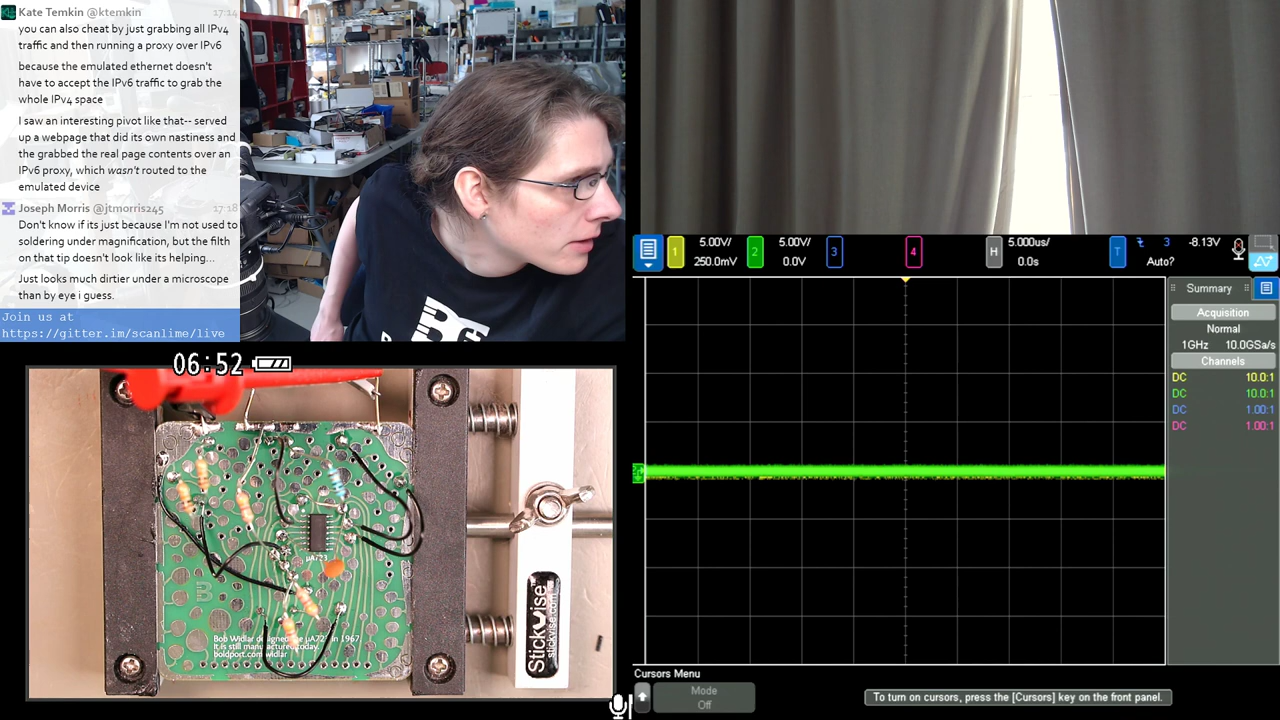 Kate Temkin @ktemkin 17:14
you can also cheat by just grabbing all IPv4
traffic and then running a proxy over IPv6
because the emulated ethernet doesn't
have to accept the IPv6 traffic to grab the
whole IPv4 space
I saw an interesting pivot like that-- served
up a webpage that did its own nastiness and
the grabbed the real page contents over an
IPv6 proxy, which wasn't routed to the
emulated device
Joseph Morris @jtmorris245 17:18
Don't know if its just because I'm not used to
soldering under magnification, but the filth
on that tip doesn't look like its helping...
Just looks much dirtier under a microscope
than by eye i guess.
Join us at
https://gitter.im/scanlime/live
06:52
µA723
Bob Widlar designed the µA723 in 1967.
It is still manufactured today.
boldport.com/widlar
Stickvise
stickvise.com
1 5.00V/ 250.0mV
2 5.00V/ 0.0V
3
4
H 5.000us/ 0.0s
T 3 -8.13V
Auto?
Summary
Acquisition
Normal
1GHz 10.0GSa/s
Channels
DC 10.0:1
DC 10.0:1
DC 1.00:1
DC 1.00:1
Cursors Menu
Mode
Off
To turn on cursors, press the [Cursors] key on the front panel.